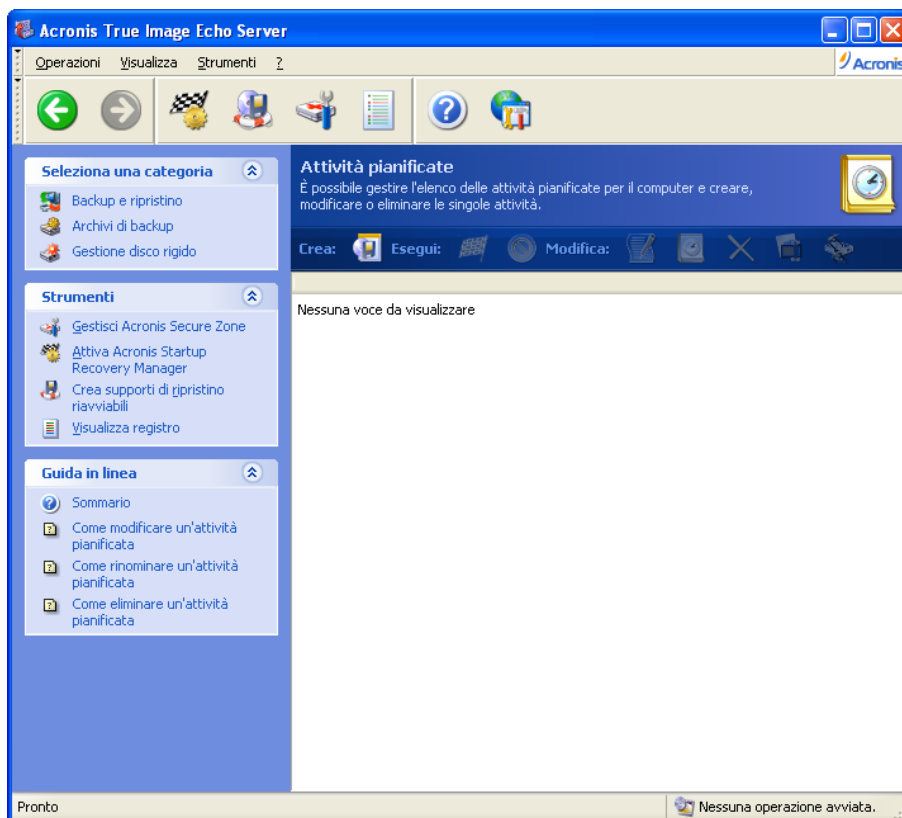 Acronis True Image Echo Server
Operazioni Visualizza Strumenti ?
Acronis
Seleziona una categoria
Backup e ripristino
Archivi di backup
Gestione disco rigido
Strumenti
Gestisci Acronis Secure Zone
Attiva Acronis Startup
Recovery Manager
Crea supporti di ripristino
riavviabili
Visualizza registro
Guida in linea
Sommario
Come modificare un'attività
pianificata
Come rinominare un'attività
pianificata
Come eliminare un'attività
pianificata
Attività pianificate
È possibile gestire l'elenco delle attività pianificate per il computer e creare,
modificare o eliminare le singole attività.
Crea: Esegui: Modifica:
Nessuna voce da visualizzare
Pronto
Nessuna operazione avviata.